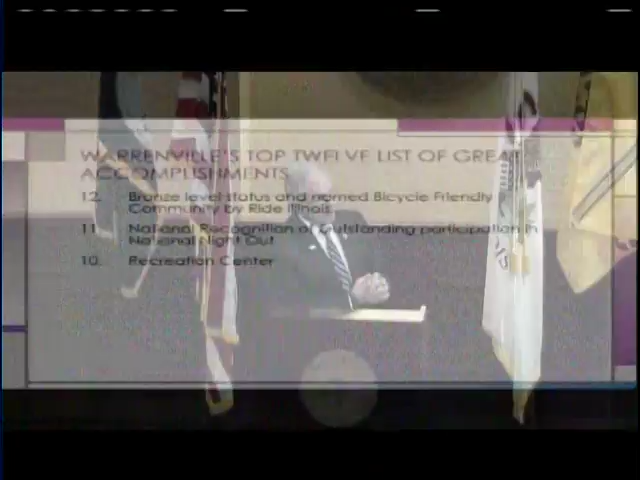 WARRENVILLE'S TOP TWELVE LIST OF GREAT
ACCOMPLISHMENTS
12. Bronze level status and named Bicycle Friendly
Community by Ride Illinois
11. National Recognition of Outstanding participation in
National Night Out
10. Recreation Center